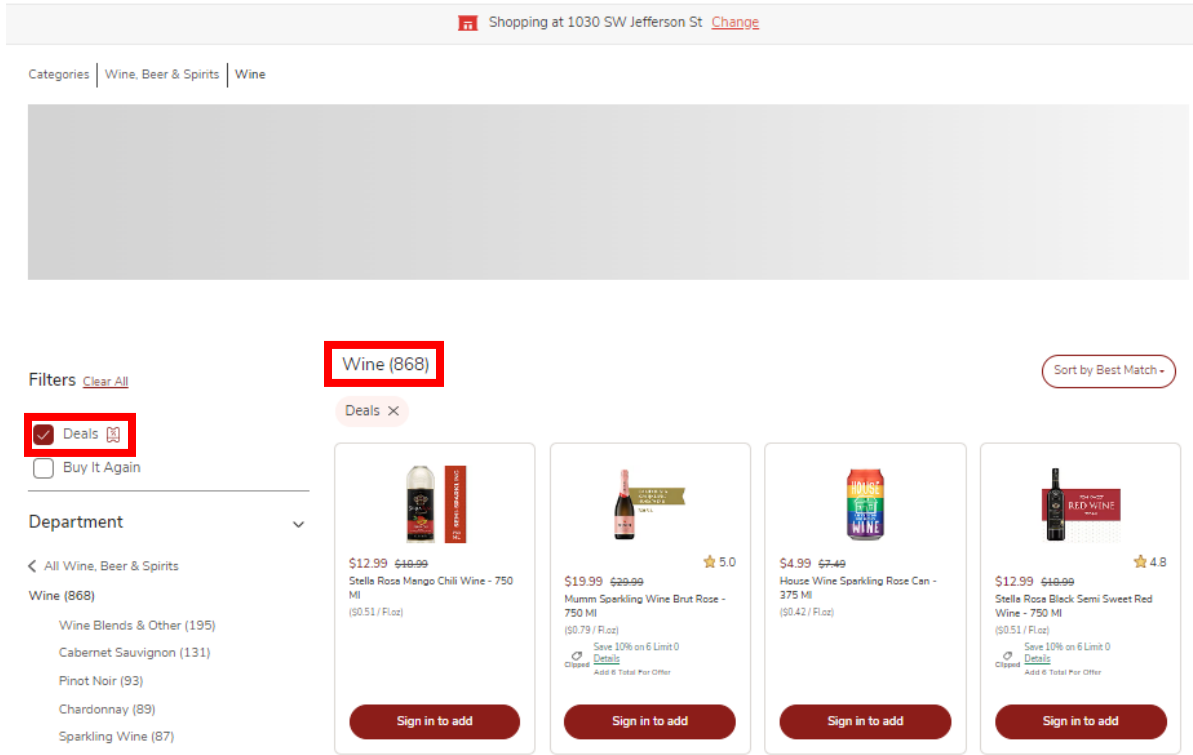 Shopping at 1030 SW Jefferson St Change
Categories Wine, Beer & Spirits Wine
Filters Clear All
Deals
Buy It Again
Department
All Wine, Beer & Spirits
Wine (868)
Wine Blends & Other (195)
Cabernet Sauvignon (131)
Pinot Noir (93)
Chardonnay (89)
Sparkling Wine (87)
Wine (868)
Sort by Best Match
Deals
SEMI-SPARKLING
$12.99 $18.99
Stella Rosa Mango Chili Wine - 750
Ml
($0.51 / Fl.oz)
Sign in to add
5.0
$19.99 $29.99
Mumm Sparkling Wine Brut Rose -
750 Ml
($0.79 / Fl.oz)
Save 10% on 6 Limit 0
Clipped Details
Add 6 Total For Offer
Sign in to add
HOUSE
WINE
$4.99 $7.49
House Wine Sparkling Rose Can -
375 Ml
($0.42 / Fl.oz)
Sign in to add
SEMI SWEET
RED WINE
4.8
$12.99 $18.99
Stella Rosa Black Semi Sweet Red
Wine - 750 Ml
($0.51 / Fl.oz)
Save 10% on 6 Limit 0
Clipped Details
Add 6 Total For Offer
Sign in to add